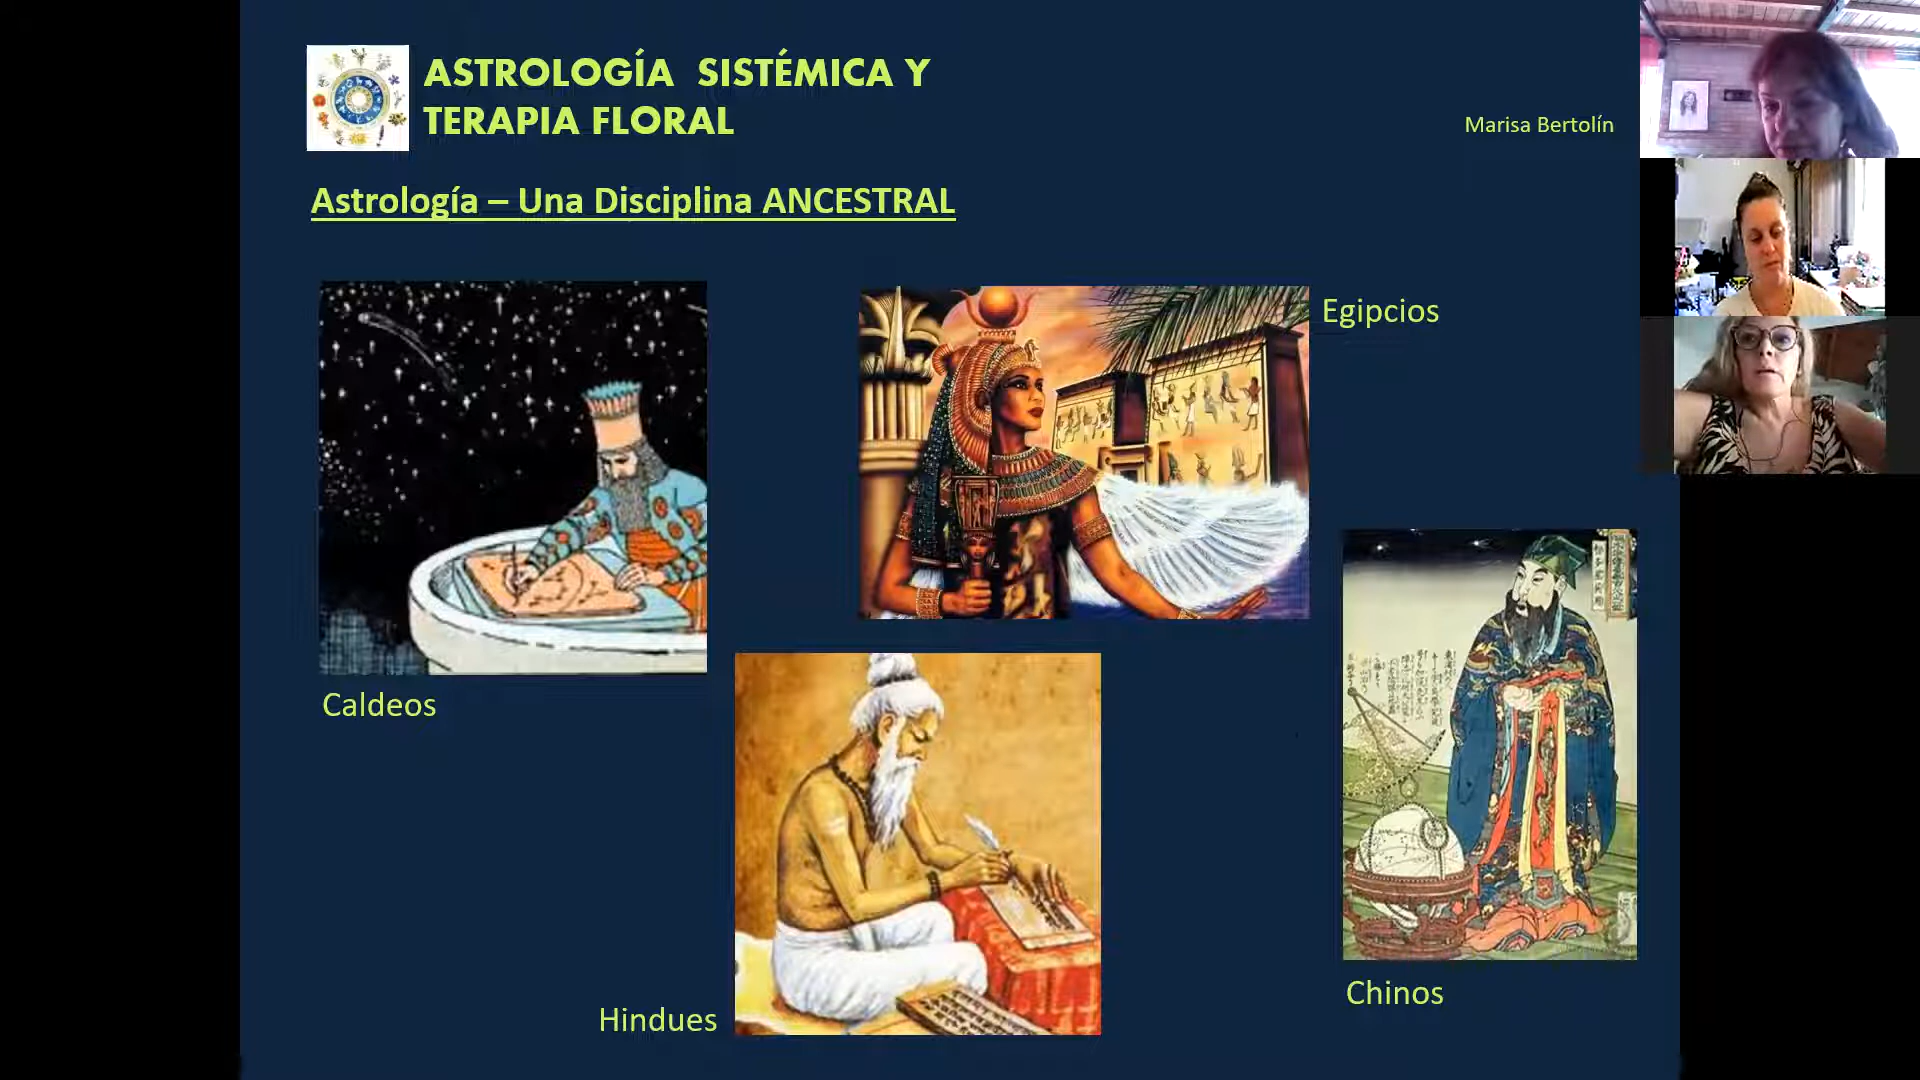 ASTROLOGÍA  SISTÉMICA Y
TERAPIA FLORAL
Marisa Bertolín
Astrología – Una Disciplina ANCESTRAL
Egipcios
Caldeos
Hindues
Chinos